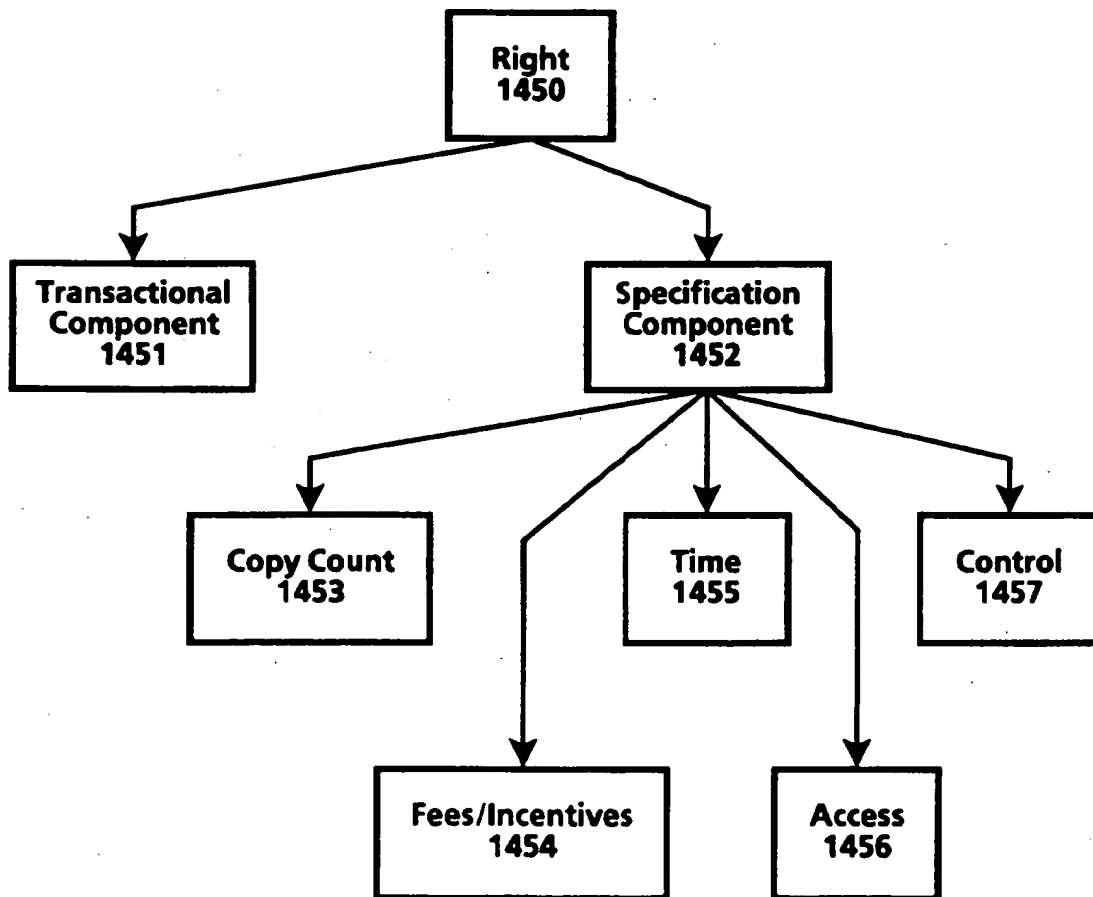 Right
1450
Transactional
Component
1451
Specification
Component
1452
Copy Count
1453
Time
1455
Control
1457
Fees/Incentives
1454
Access
1456